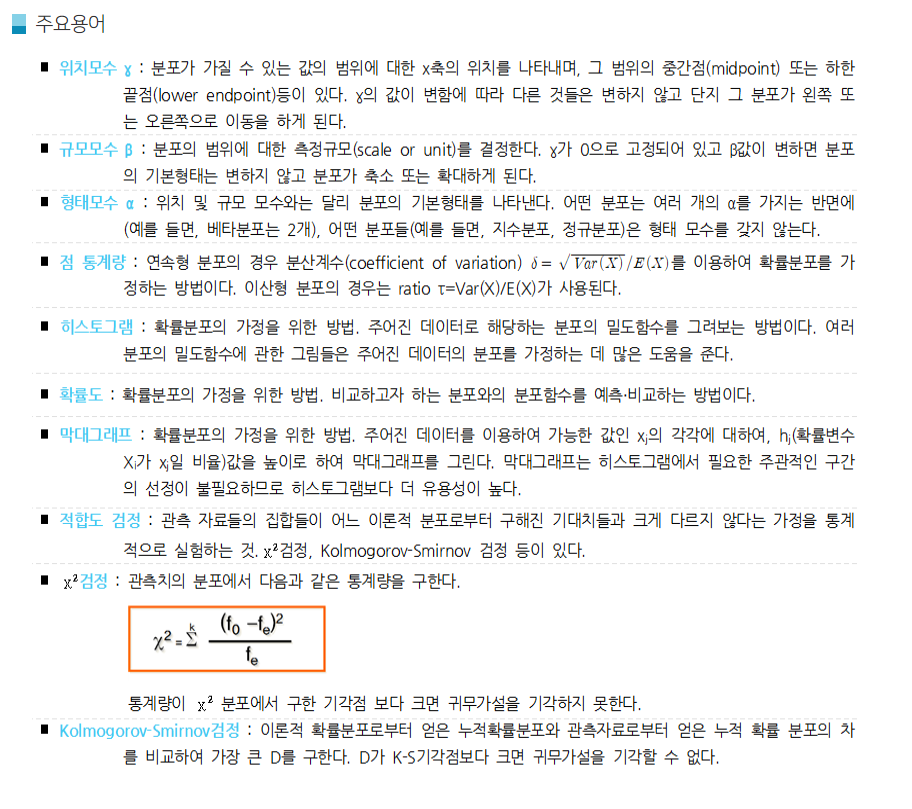 주요용어
■ 위치모수 ɣ : 분포가 가질 수 있는 값의 범위에 대한 x축의 위치를 나타내며, 그 범위의 중간점(midpoint) 또는 하한
끝점(lower endpoint)등이 있다. ɣ의 값이 변함에 따라 다른 것들은 변하지 않고 단지 그 분포가 왼쪽 또
는 오른쪽으로 이동을 하게 된다.
■ 규모모수 β : 분포의 범위에 대한 측정규모(scale or unit)를 결정한다. ɣ가 0으로 고정되어 있고 β값이 변하면 분포
의 기본형태는 변하지 않고 분포가 축소 또는 확대하게 된다.
■ 형태모수 α : 위치 및 규모 모수와는 달리 분포의 기본형태를 나타낸다. 어떤 분포는 여러 개의 α를 가지는 반면에
(예를 들면, 베타분포는 2개), 어떤 분포들(예를 들면, 지수분포, 정규분포)은 형태 모수를 갖지 않는다.
■ 점 통계량 : 연속형 분포의 경우 분산계수(coefficient of variation) δ = √Var(X)/E(X)를 이용하여 확률분포를 가
정하는 방법이다. 이산형 분포의 경우는 ratio τ=Var(X)/E(X)가 사용된다.
■ 히스토그램 : 확률분포의 가정을 위한 방법. 주어진 데이터로 해당하는 분포의 밀도함수를 그려보는 방법이다. 여러
분포의 밀도함수에 관한 그림들은 주어진 데이터의 분포를 가정하는 데 많은 도움을 준다.
■ 확률도 : 확률분포의 가정을 위한 방법. 비교하고자 하는 분포와의 분포함수를 예측·비교하는 방법이다.
■ 막대그래프 : 확률분포의 가정을 위한 방법. 주어진 데이터를 이용하여 가능한 값인 xj의 각각에 대하여, hj(확률변수
Xi가 xj일 비율)값을 높이로 하여 막대그래프를 그린다. 막대그래프는 히스토그램에서 필요한 주관적인 구간
의 선정이 불필요하므로 히스토그램보다 더 유용성이 높다.
■ 적합도 검정 : 관측 자료들의 집합들이 어느 이론적 분포로부터 구해진 기대치들과 크게 다르지 않다는 가정을 통계
적으로 실험하는 것. χ²검정, Kolmogorov-Smirnov 검정 등이 있다.
■ χ²검정 : 관측치의 분포에서 다음과 같은 통계량을 구한다.
χ² = Σ^k (f₀ −fₑ)² / fₑ
통계량이 χ² 분포에서 구한 기각점 보다 크면 귀무가설을 기각하지 못한다.
■ Kolmogorov-Smirnov검정 : 이론적 확률분포로부터 얻은 누적확률분포와 관측자료로부터 얻은 누적 확률 분포의 차
를 비교하여 가장 큰 D를 구한다. D가 K-S기각점보다 크면 귀무가설을 기각할 수 없다.